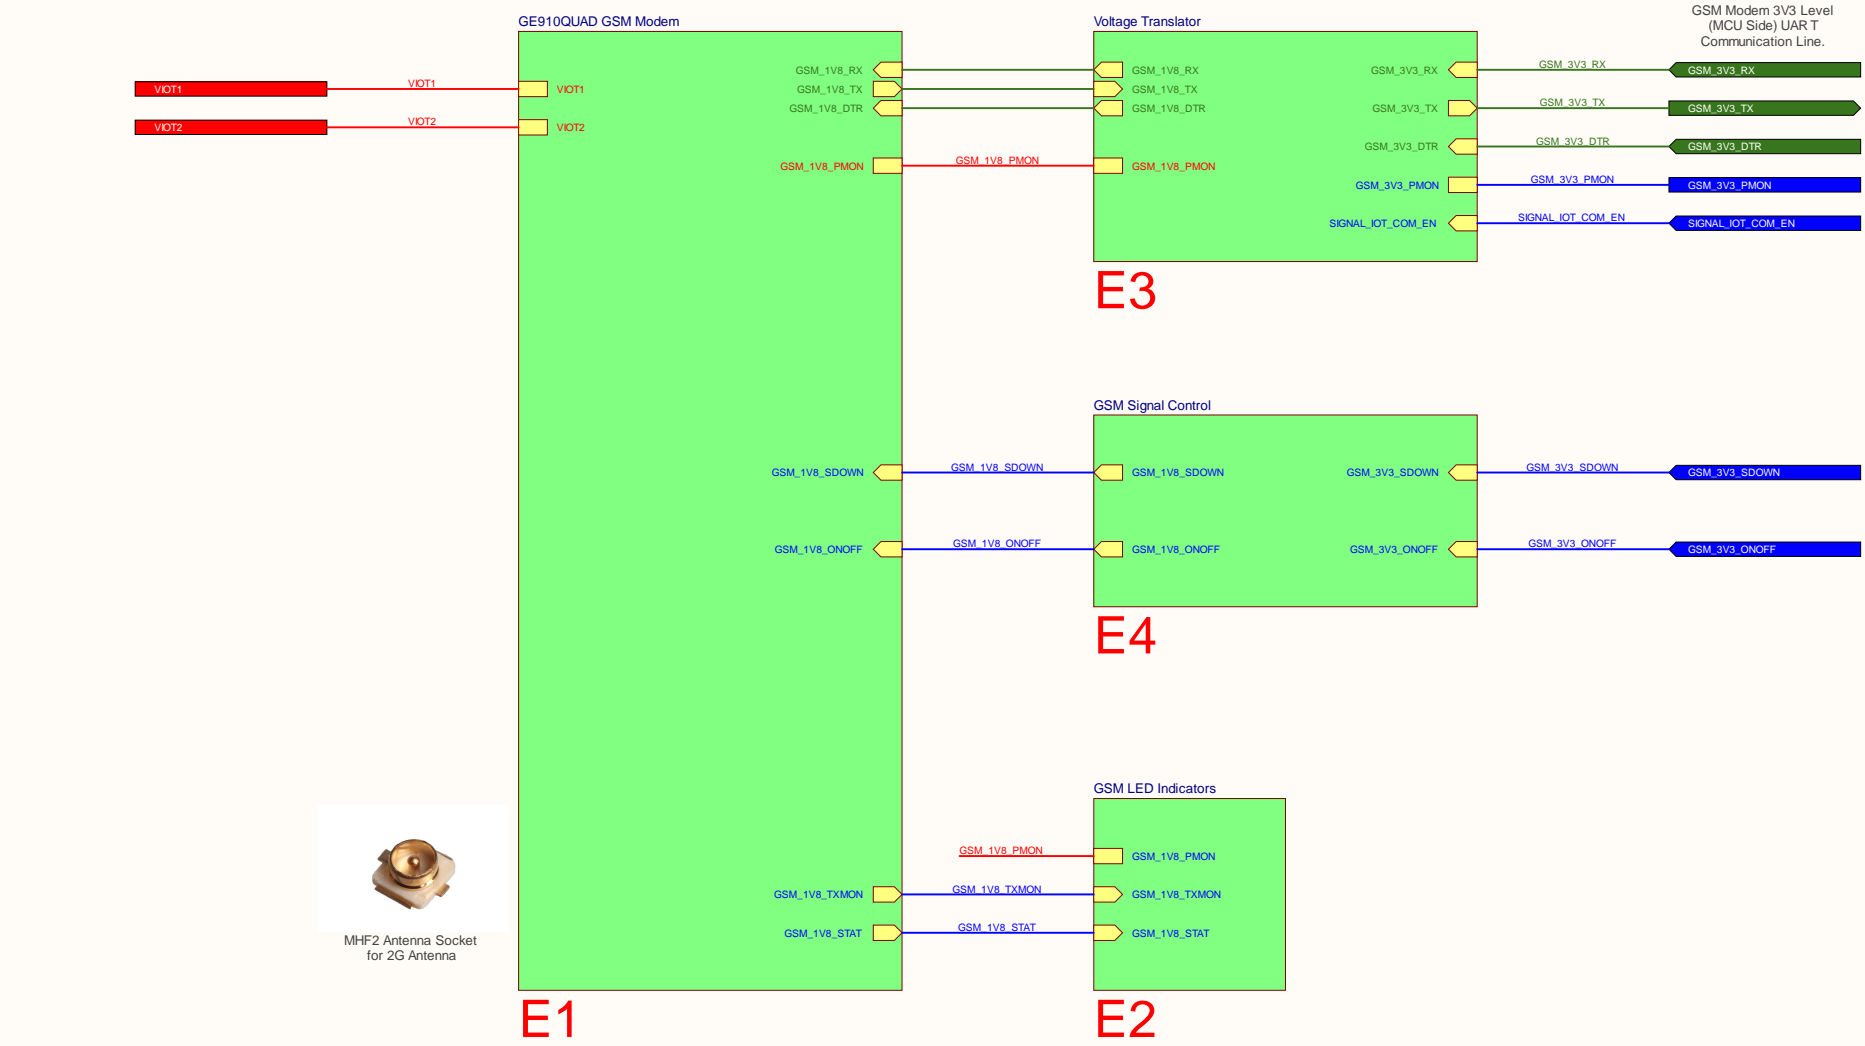 GE910QUAD GSM Modem
VIOT1
VIOT1
VIOT1
VIOT2
VIOT2
VIOT2
GSM_1V8_RX
GSM_1V8_TX
GSM_1V8_DTR
GSM_1V8_PMON
GSM_1V8_PMON
GSM_1V8_SDOWN
GSM_1V8_SDOWN
GSM_1V8_ONOFF
GSM_1V8_ONOFF
GSM_1V8_TXMON
GSM_1V8_TXMON
GSM_1V8_STAT
GSM_1V8_STAT
E1
MHF2 Antenna Socket
for 2G Antenna
Voltage Translator
GSM_1V8_RX
GSM_1V8_TX
GSM_1V8_DTR
GSM_1V8_PMON
GSM_3V3_RX
GSM_3V3_TX
GSM_3V3_DTR
GSM_3V3_PMON
SIGNAL_IOT_COM_EN
E3
GSM Modem 3V3 Level
(MCU Side) UART
Communication Line.
GSM_3V3_RX
GSM_3V3_RX
GSM_3V3_TX
GSM_3V3_TX
GSM_3V3_DTR
GSM_3V3_DTR
GSM_3V3_PMON
GSM_3V3_PMON
SIGNAL_IOT_COM_EN
SIGNAL_IOT_COM_EN
GSM Signal Control
GSM_1V8_SDOWN
GSM_3V3_SDOWN
GSM_3V3_SDOWN
GSM_3V3_SDOWN
GSM_1V8_ONOFF
GSM_3V3_ONOFF
GSM_3V3_ONOFF
GSM_3V3_ONOFF
E4
GSM LED Indicators
GSM_1V8_PMON
GSM_1V8_PMON
GSM_1V8_TXMON
GSM_1V8_STAT
E2